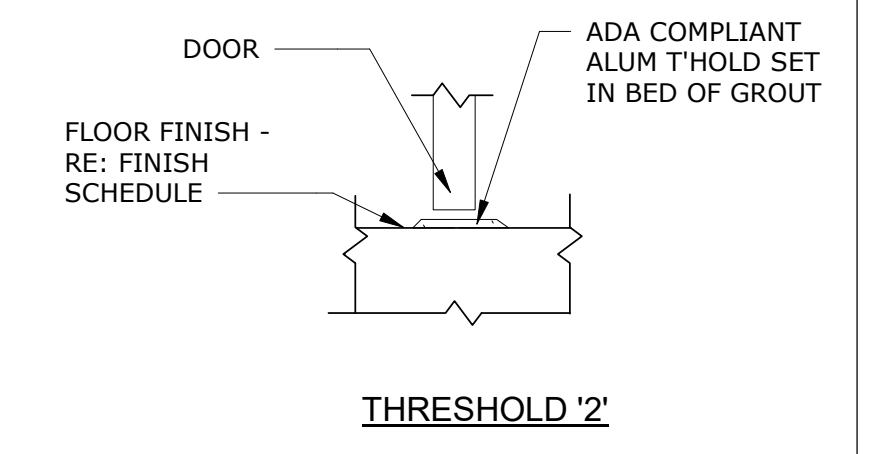 DOOR
ADA COMPLIANT
ALUM T'HOLD SET
IN BED OF GROUT
FLOOR FINISH -
RE: FINISH
SCHEDULE
THRESHOLD '2'